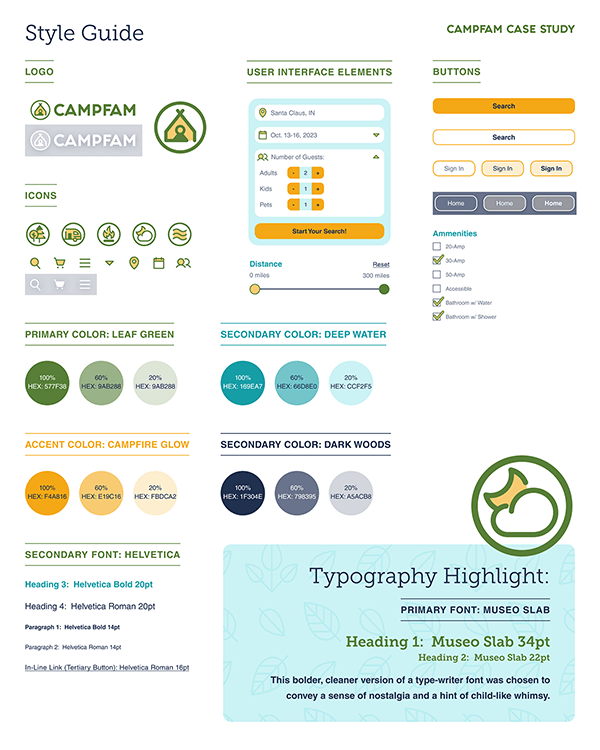 Style Guide
CAMPFAM CASE STUDY
LOGO
CAMPFAM
CAMPFAM
ICONS
USER INTERFACE ELEMENTS
Santa Claus, IN
Oct. 13-16, 2023
Number of Guests:
Adults - 2 +
Kids - 1 +
Pets - 1 +
Start Your Search!
Distance Reset
0 miles 300 miles
BUTTONS
Search
Search
Sign In Sign In Sign In
Home Home Home
Ammenities
20-Amp
30-Amp
50-Amp
Accessible
Bathroom w/ Water
Bathroom w/ Shower
PRIMARY COLOR: LEAF GREEN
100% 60% 20%
HEX: 577F38 HEX: 9AB288 HEX: 9AB288
SECONDARY COLOR: DEEP WATER
100% 60% 20%
HEX: 169EA7 HEX: 66D8E0 HEX: CCF2F5
ACCENT COLOR: CAMPFIRE GLOW
100% 60% 20%
HEX: F4A816 HEX: E19C16 HEX: FBDCA2
SECONDARY COLOR: DARK WOODS
100% 60% 20%
HEX: 1F304E HEX: 798395 HEX: A5ACB8
SECONDARY FONT: HELVETICA
Heading 3: Helvetica Bold 20pt
Heading 4: Helvetica Roman 20pt
Paragraph 1: Helvetica Bold 14pt
Paragraph 2: Helvetica Roman 14pt
In-Line Link (Tertiary Button): Helvetica Roman 16pt
Typography Highlight:
PRIMARY FONT: MUSEO SLAB
Heading 1: Museo Slab 34pt
Heading 2: Museo Slab 22pt
This bolder, cleaner version of a type-writer font was chosen to
convey a sense of nostalgia and a hint of child-like whimsy.